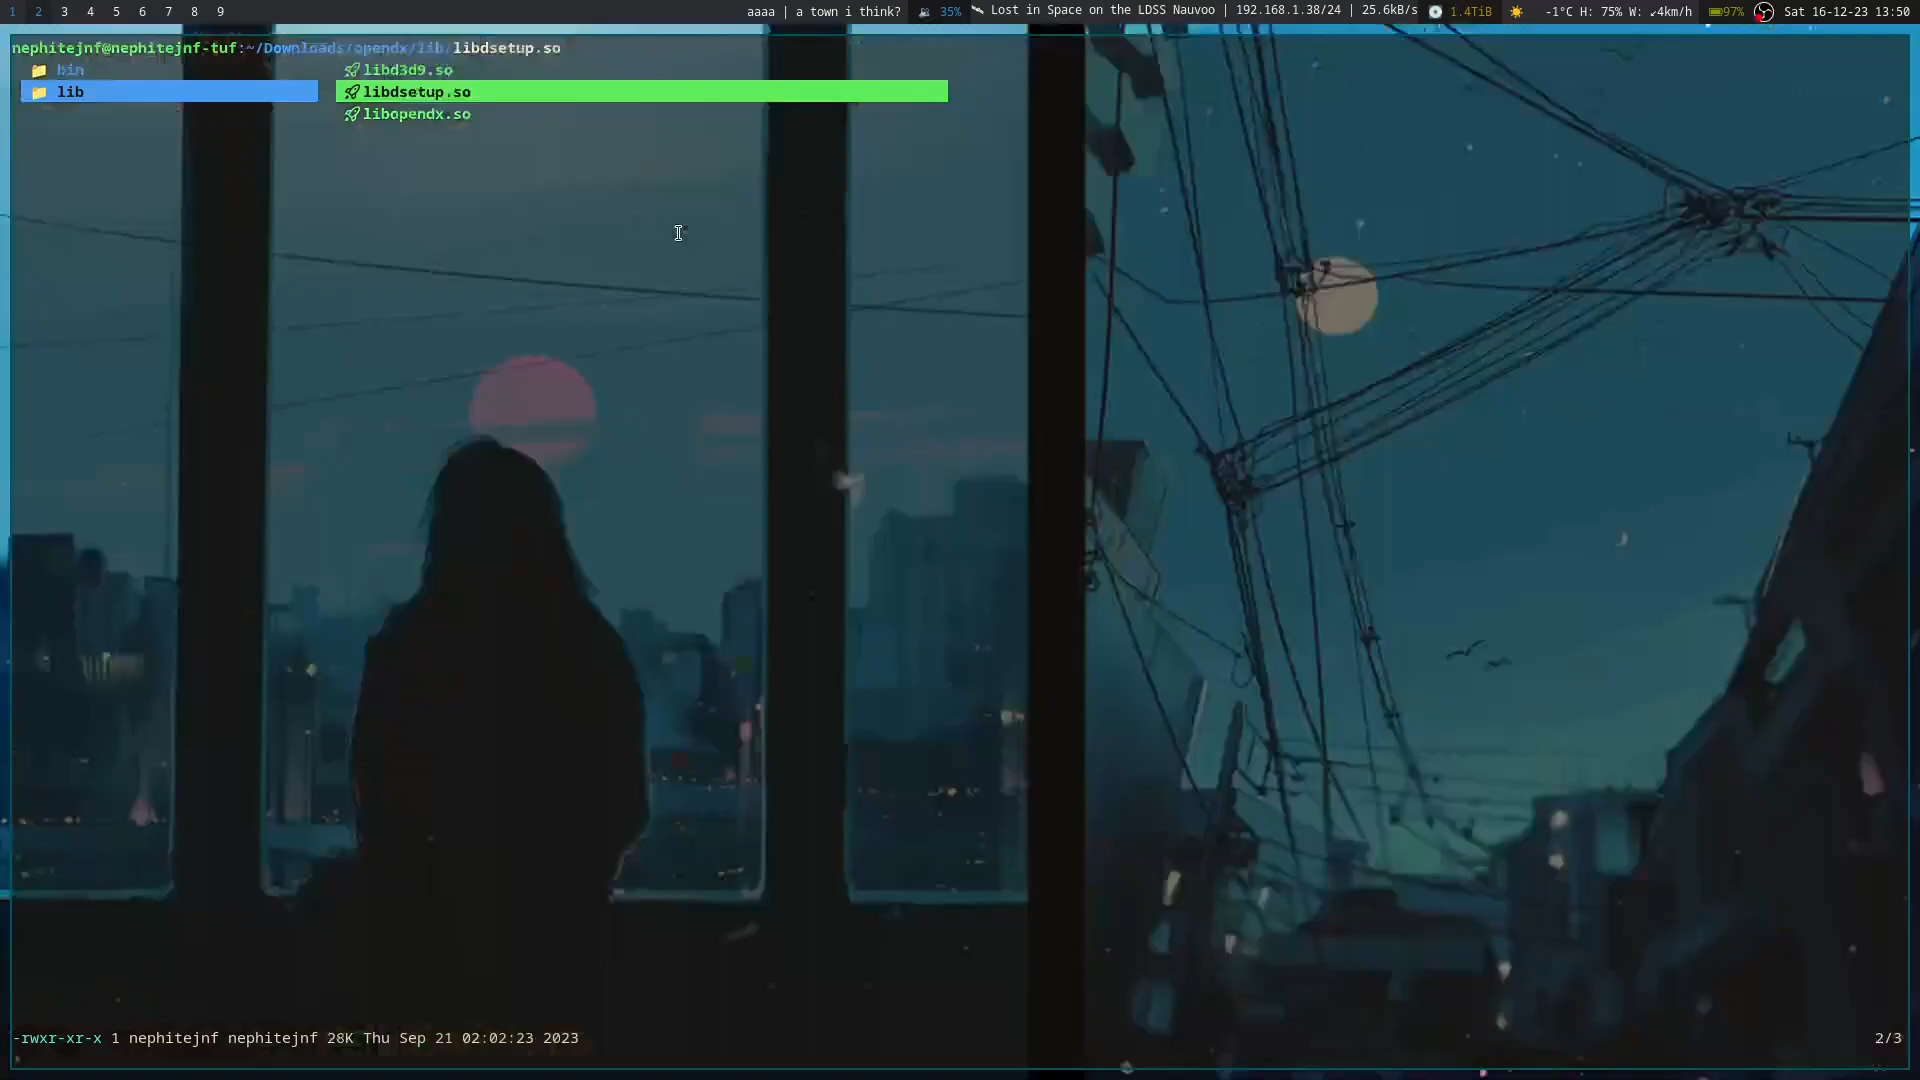 1 2 3 4 5 6 7 8 9 aaaa | a town i think? 35% Lost in Space on the LDSS Nauvoo | 192.168.1.38/24 | 25.6kB/s 1.4TiB -1°C H: 75% W: ↙4km/h 97% Sat 16-12-23 13:50
nephitejnf@nephitejnf-tuf:~/Downloads/opendx/lib/libdsetup.so
bin libd3d9.so
lib libdsetup.so
libopendx.so
-rwxr-xr-x 1 nephitejnf nephitejnf 28K Thu Sep 21 02:02:23 2023 2/3